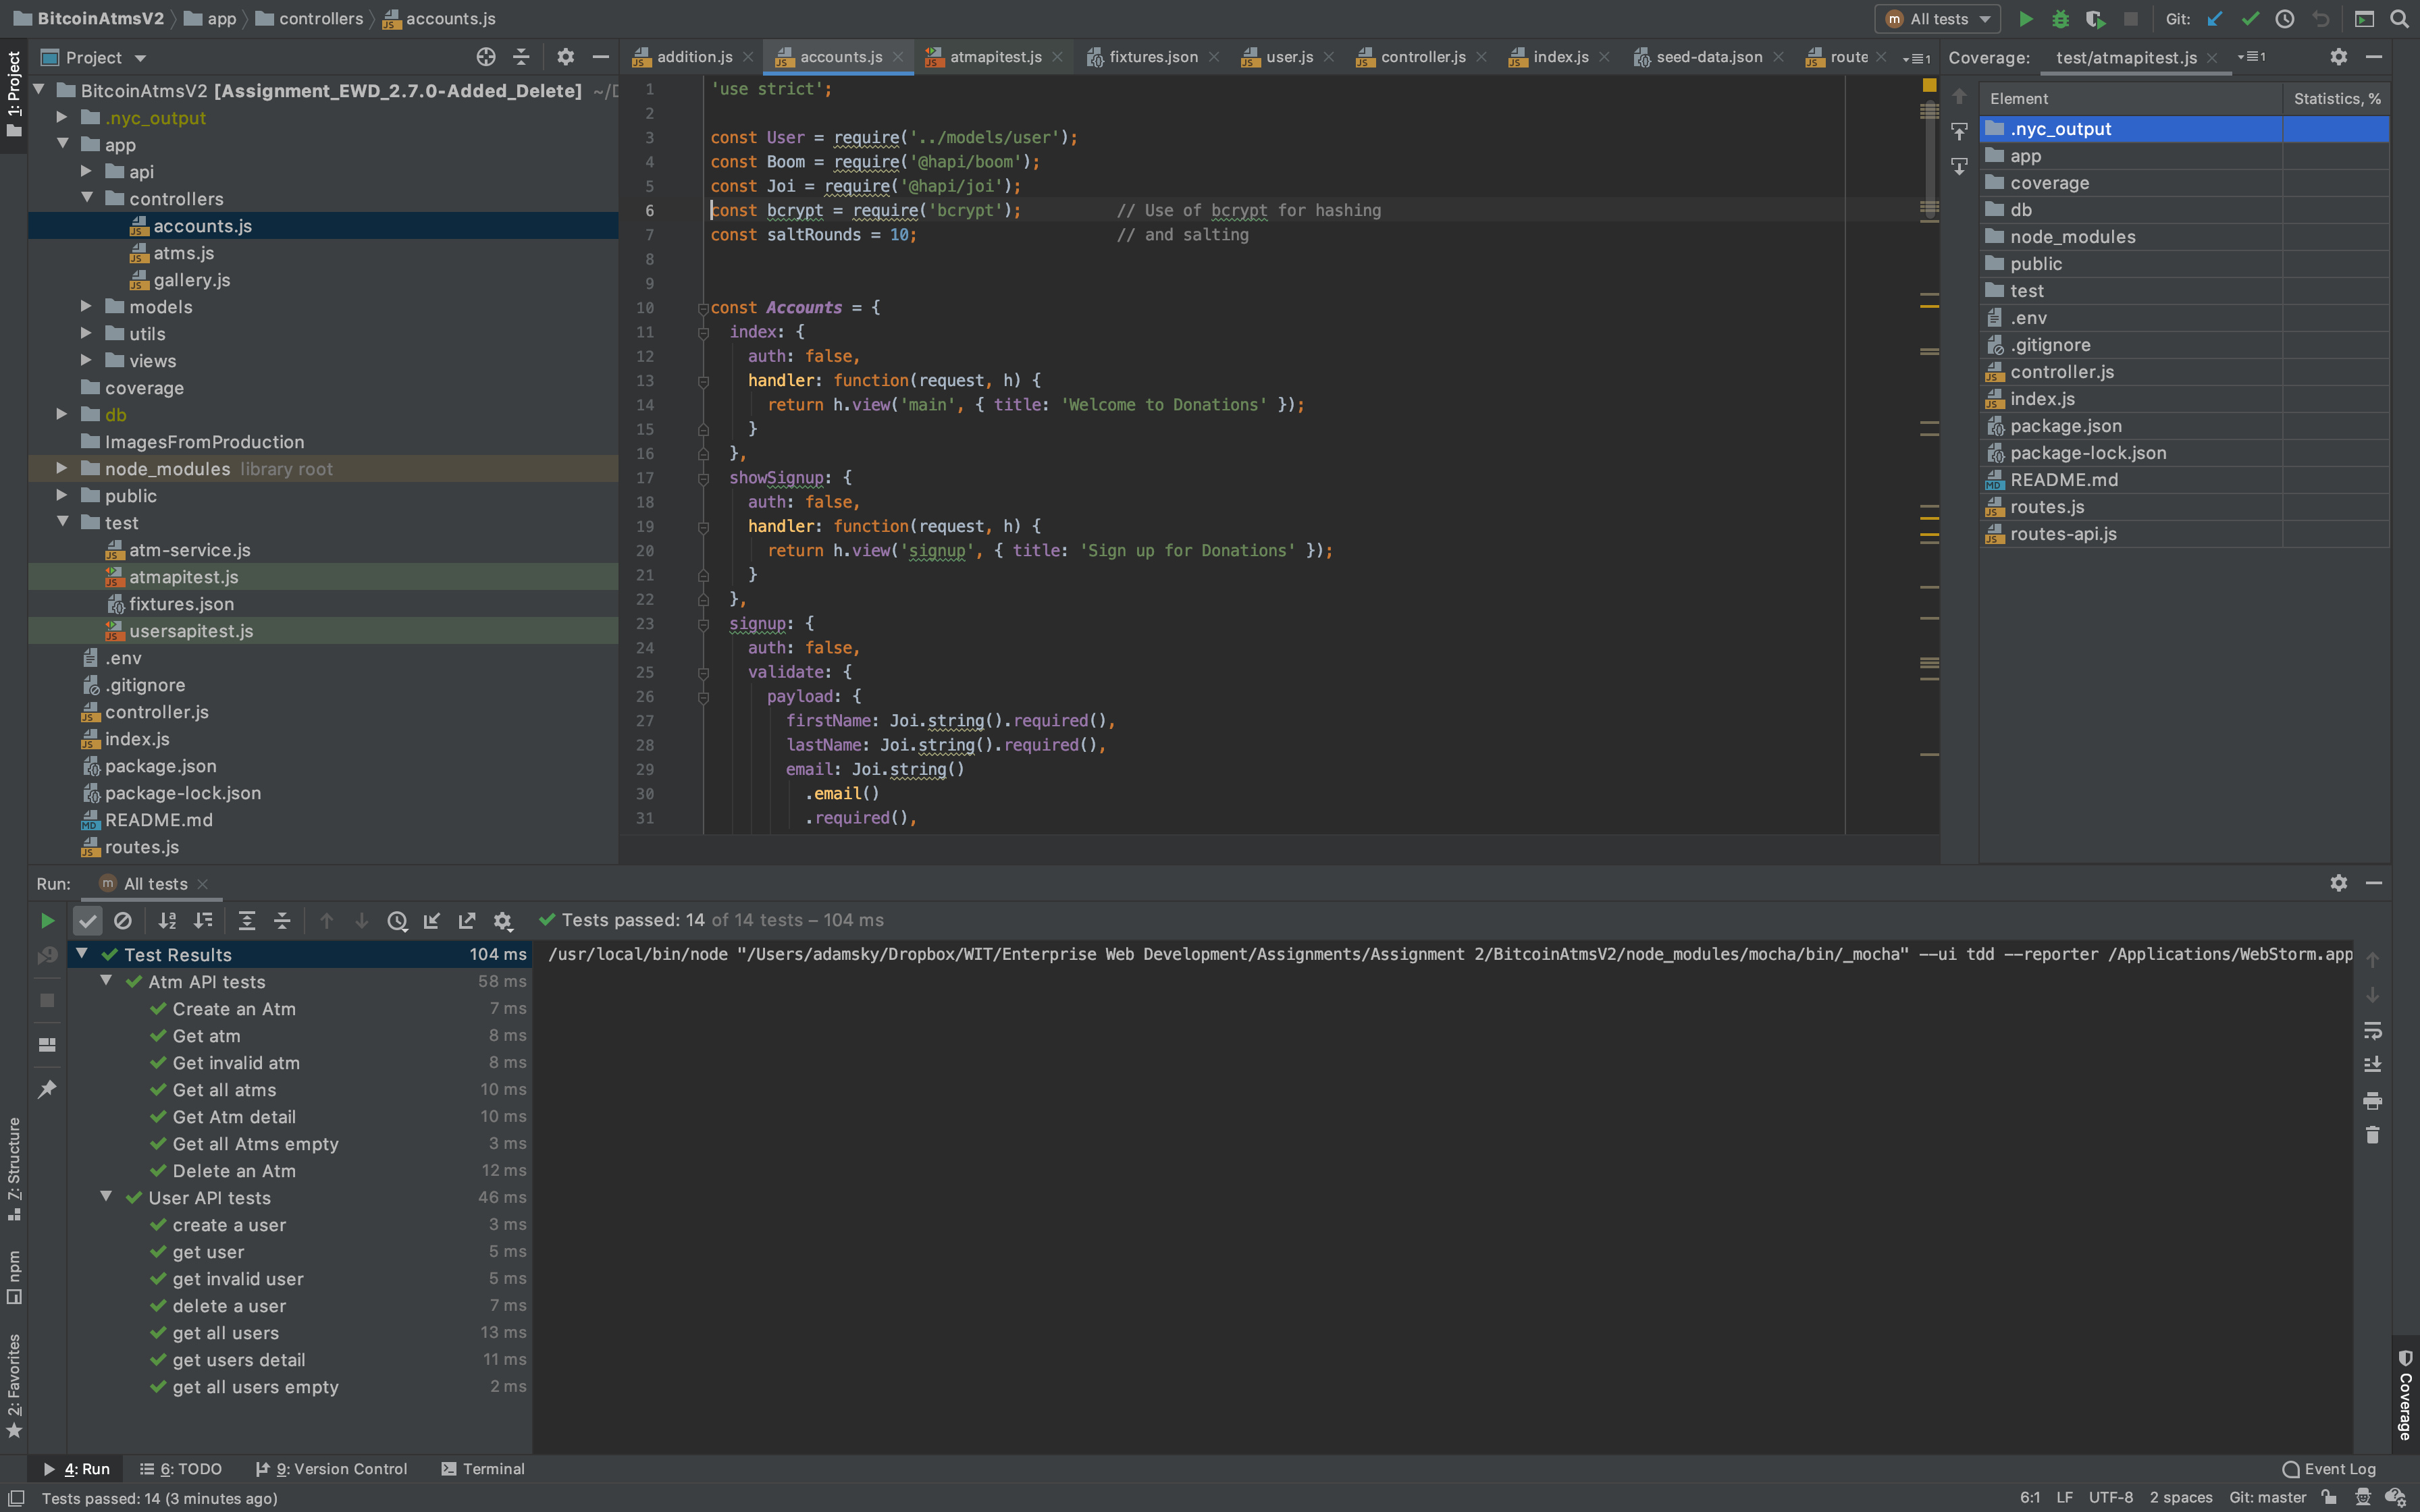 BitcoinAtmsV2 app controllers accounts.js
All tests Git:
1: Project
Project
BitcoinAtmsV2 [Assignment_EWD_2.7.0-Added_Delete] ~/D
.nyc_output
app
api
controllers
accounts.js
atms.js
gallery.js
models
utils
views
coverage
db
ImagesFromProduction
node_modules library root
public
test
atm-service.js
atmapitest.js
fixtures.json
usersapitest.js
.env
.gitignore
controller.js
index.js
package.json
package-lock.json
README.md
routes.js
addition.js accounts.js atmapitest.js fixtures.json user.js controller.js index.js seed-data.json route
1 'use strict';
2
3 const User = require('../models/user');
4 const Boom = require('@hapi/boom');
5 const Joi = require('@hapi/joi');
6 const bcrypt = require('bcrypt'); // Use of bcrypt for hashing
7 const saltRounds = 10; // and salting
8
9
10 const Accounts = {
11 index: {
12 auth: false,
13 handler: function(request, h) {
14 return h.view('main', { title: 'Welcome to Donations' });
15 }
16 },
17 showSignup: {
18 auth: false,
19 handler: function(request, h) {
20 return h.view('signup', { title: 'Sign up for Donations' });
21 }
22 },
23 signup: {
24 auth: false,
25 validate: {
26 payload: {
27 firstName: Joi.string().required(),
28 lastName: Joi.string().required(),
29 email: Joi.string()
30 .email()
31 .required(),
Coverage: test/atmapitest.js
Element Statistics, %
.nyc_output
app
coverage
db
node_modules
public
test
.env
.gitignore
controller.js
index.js
package.json
package-lock.json
README.md
routes.js
routes-api.js
Run: All tests
Tests passed: 14 of 14 tests – 104 ms
Test Results 104 ms
Atm API tests 58 ms
Create an Atm 7 ms
Get atm 8 ms
Get invalid atm 8 ms
Get all atms 10 ms
Get Atm detail 10 ms
Get all Atms empty 3 ms
Delete an Atm 12 ms
User API tests 46 ms
create a user 3 ms
get user 5 ms
get invalid user 5 ms
delete a user 7 ms
get all users 13 ms
get users detail 11 ms
get all users empty 2 ms
/usr/local/bin/node "/Users/adamsky/Dropbox/WIT/Enterprise Web Development/Assignments/Assignment 2/BitcoinAtmsV2/node_modules/mocha/bin/_mocha" --ui tdd --reporter /Applications/WebStorm.app
7: Structure
npm
2: Favorites
Coverage
4: Run 6: TODO 9: Version Control Terminal Event Log
Tests passed: 14 (3 minutes ago) 6:1 LF UTF-8 2 spaces Git: master